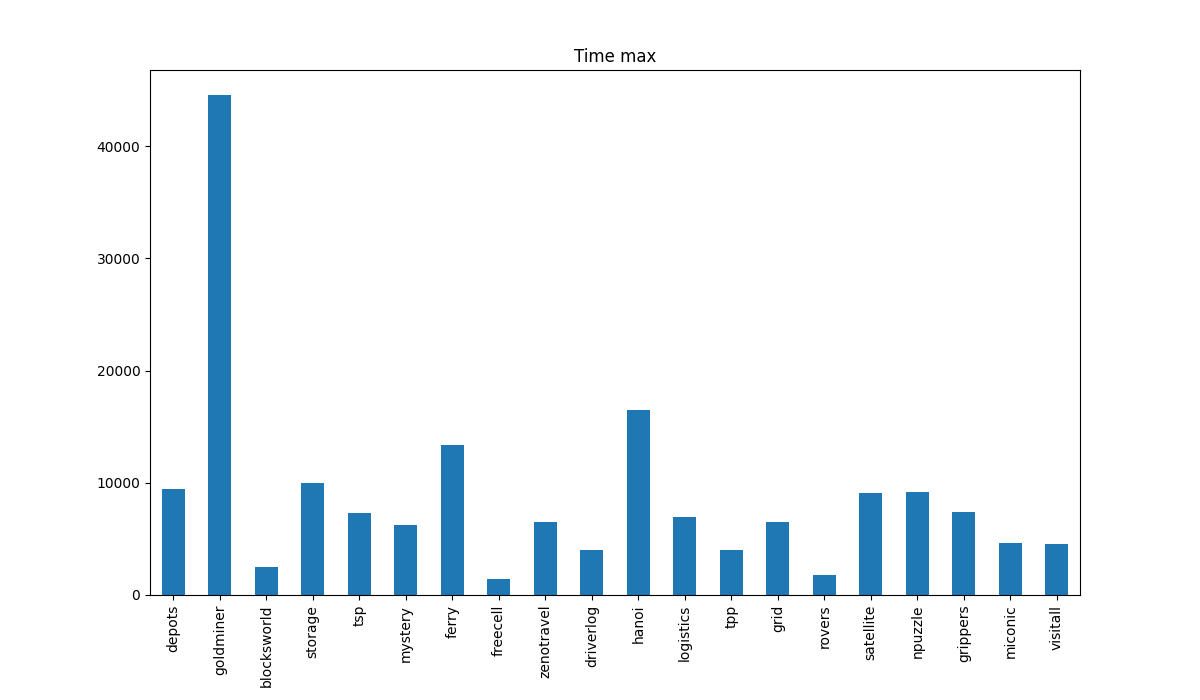 Time max
40000
30000
20000
10000
0
depots
goldminer
blocksworld
storage
tsp
mystery
ferry
freecell
zenotravel
driverlog
hanoi
logistics
tpp
grid
rovers
satellite
npuzzle
grippers
miconic
visitall